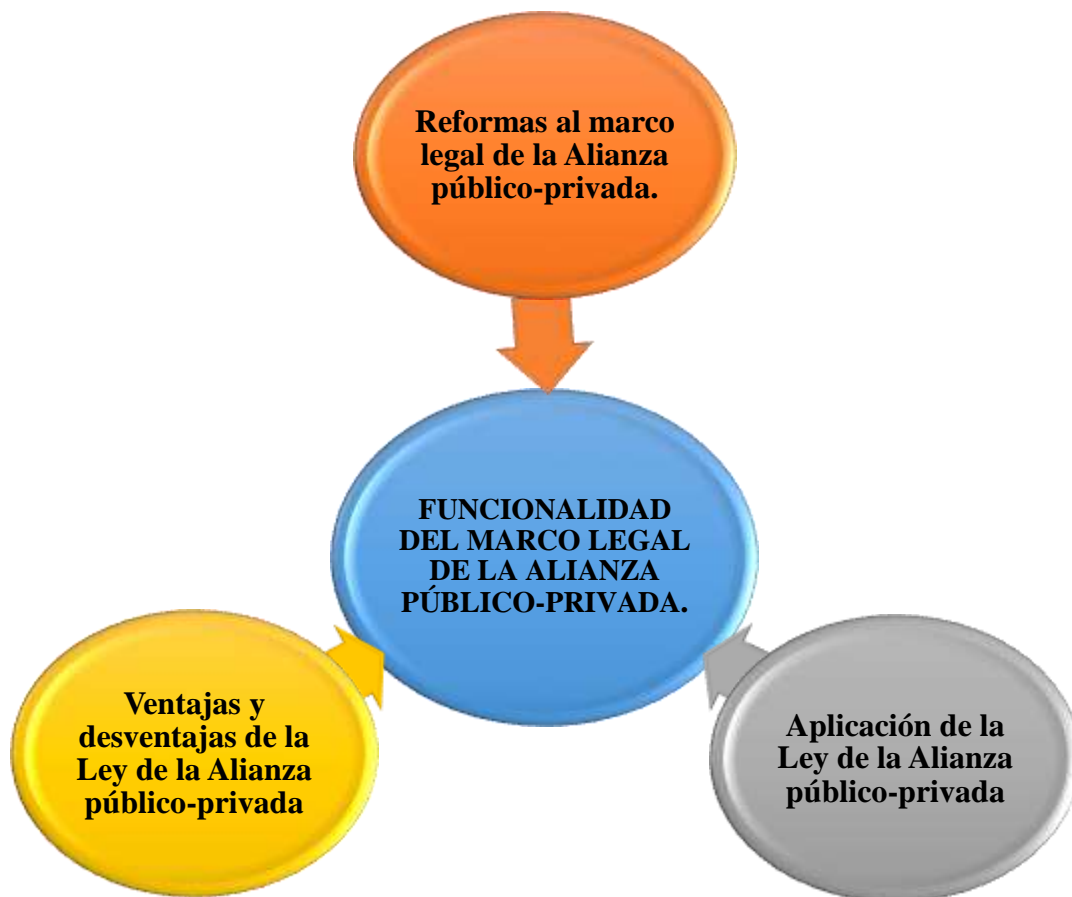 Reformas al marco
legal de la Alianza
público-privada.
FUNCIONALIDAD
DEL MARCO LEGAL
DE LA ALIANZA
PÚBLICO-PRIVADA.
Ventajas y
desventajas de la
Ley de la Alianza
público-privada
Aplicación de la
Ley de la Alianza
público-privada